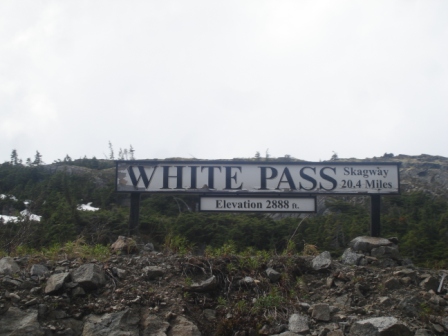 WHITE PASS
Skagway
20.4 Miles
Elevation 2888 ft.